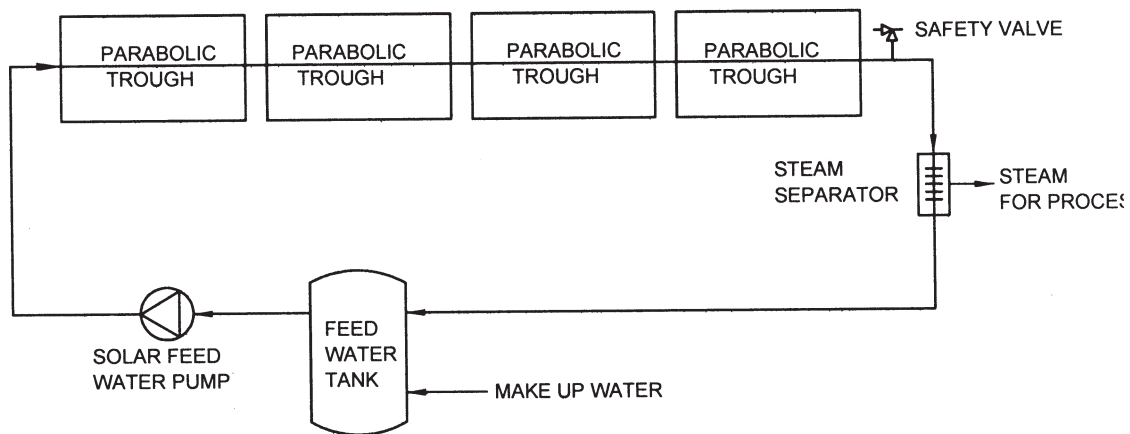 PARABOLIC
TROUGH
PARABOLIC
TROUGH
PARABOLIC
TROUGH
PARABOLIC
TROUGH
SAFETY VALVE
STEAM
SEPARATOR
STEAM
FOR PROCES
FEED
WATER
TANK
SOLAR FEED
WATER PUMP
MAKE UP WATER